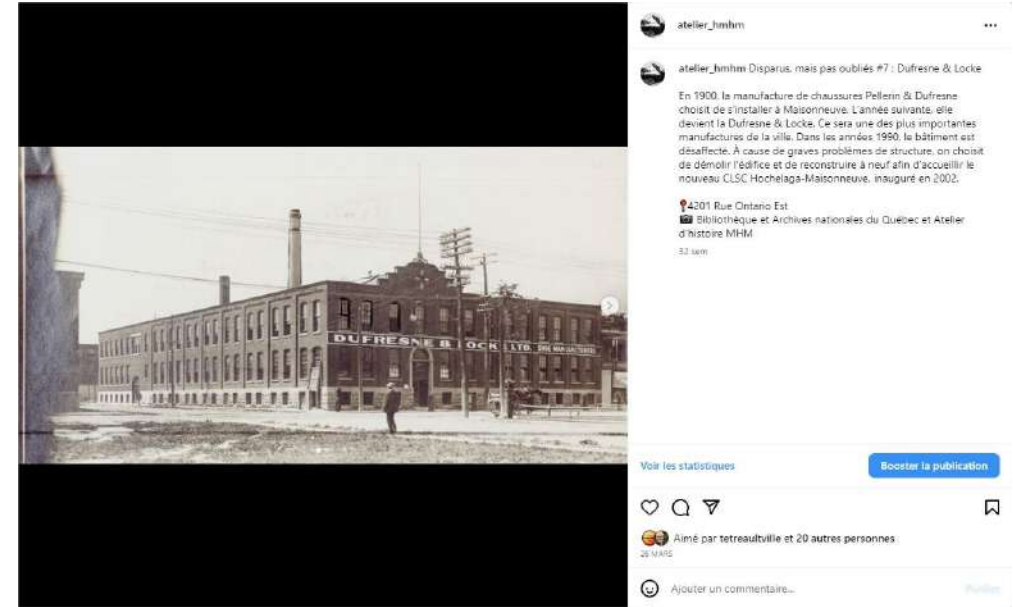 DUFRESNE & LOCKE LTD. SHOE MANUFACTURERS
atelier_hmhm
atelier_hmhm Disparus, mais pas oubliés #7 : Dufresne & Locke
En 1900, la manufacture de chaussures Pellerin & Dufresne
choisit de s'installer à Maisonneuve. L'année suivante, elle
devient la Dufresne & Locke. Ce sera une des plus importantes
manufactures de la ville. Dans les années 1990, le bâtiment est
désaffecté. À cause de graves problèmes de structure, on choisit
de démolir l'édifice et de reconstruire à neuf afin d'accueillir le
nouveau CLSC Hochelaga-Maisonneuve, inauguré en 2002.
📍4201 Rue Ontario Est
📷 Bibliothèque et Archives nationales du Québec et Atelier
d'histoire MHM
32 sem
Voir les statistiques
Booster la publication
Aimé par tetreaultville et 20 autres personnes
Ajouter un commentaire...
Publier